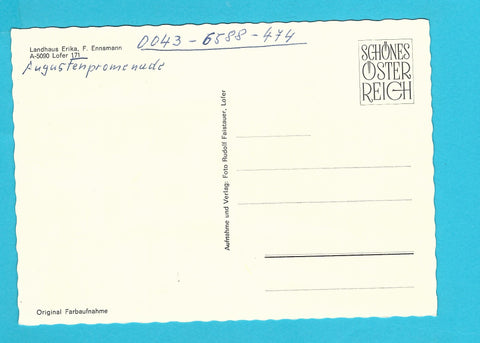 0043-6588-474
Landhaus Erika, F. Ennsmann
A-5090 Lofer 171
Augustenpromenade
SCHÖNES
ÖSTER
REICH
Aufnahme und Verlag: Foto Rudolf Faistauer, Lofer
Original Farbaufnahme